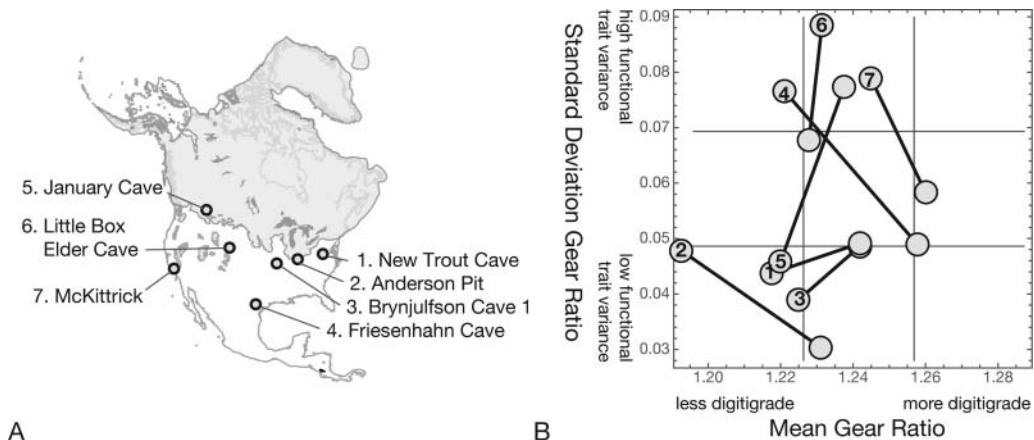 5. January Cave
6. Little Box
Elder Cave
7. McKittrick
1. New Trout Cave
2. Anderson Pit
3. Brynjulfson Cave 1
4. Friesenhahn Cave
A
B
Standard Deviation Gear Ratio
high functional
trait variance
low functional
trait variance
0.09
0.08
0.07
0.06
0.05
0.04
0.03
6
4
7
2
5
1
3
1.20
1.22
1.24
1.26
1.28
less digitigrade
more digitigrade
Mean Gear Ratio